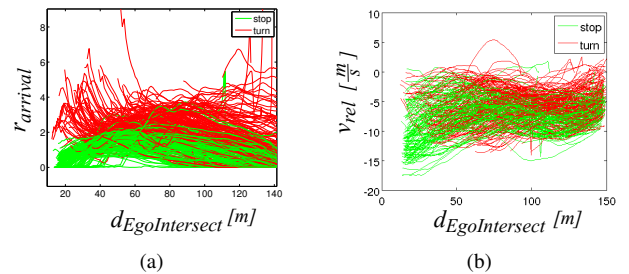 8
6
4
2
0
r_arrival
20 40 60 80 100 120 140
d_EgoIntersect [m]
stop
turn
(a)
10
5
0
-5
-10
-15
-20
v_rel [m/s]
0 50 100 150
d_EgoIntersect [m]
stop
turn
(b)